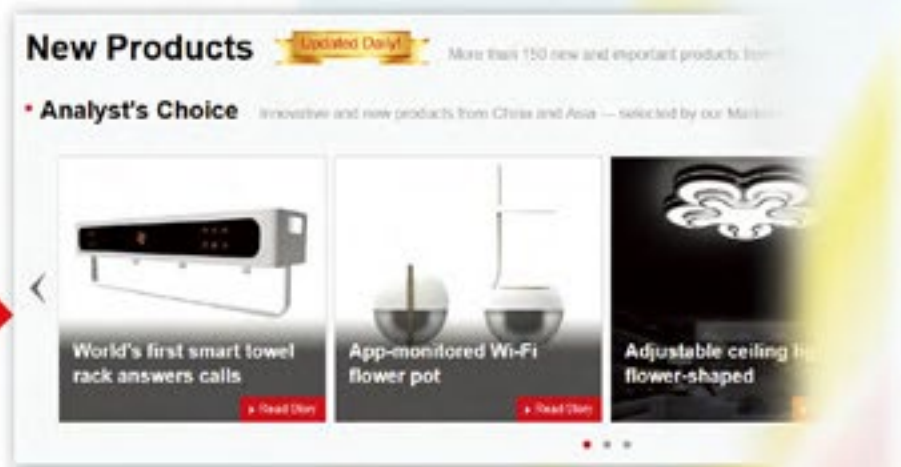 New Products
Updated Daily!
More than 150 new and important products from
Analyst's Choice
Innovative and new products from China and Asia — selected by our
World's first smart towel
rack answers calls
Read Story
App-monitored Wi-Fi
flower pot
Read Story
Adjustable ceiling
flower-shaped